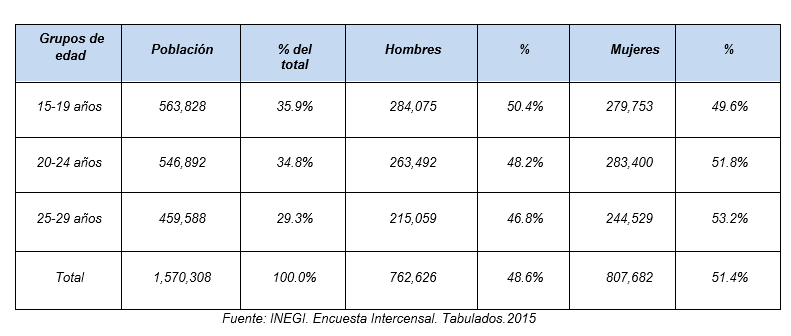 Grupos de edad Población % del total Hombres % Mujeres %
15-19 años 563,828 35.9% 284,075 50.4% 279,753 49.6%
20-24 años 546,892 34.8% 263,492 48.2% 283,400 51.8%
25-29 años 459,588 29.3% 215,059 46.8% 244,529 53.2%
Total 1,570,308 100.0% 762,626 48.6% 807,682 51.4%
Fuente: INEGI. Encuesta Intercensal. Tabulados.2015